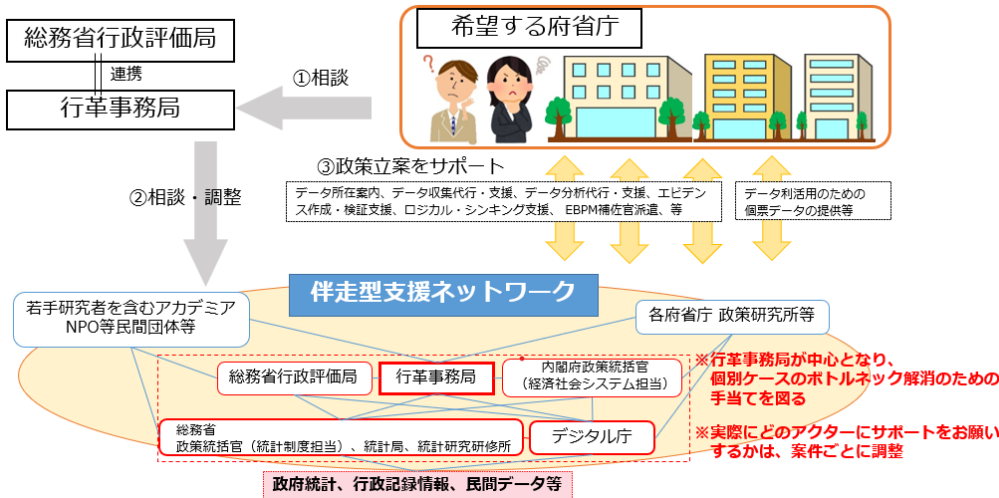 総務省行政評価局
連携
行革事務局
①相談
希望する府省庁
?
?
②相談・調整
③政策立案をサポート
データ所在案内、データ収集代行・支援、データ分析代行・支援、エビデン
ス作成・検証支援、ロジカル・シンキング支援、 EBPM補佐官派遣、等
データ利活用のための
個票データの提供等
伴走型支援ネットワーク
若手研究者を含むアカデミア
NPO等民間団体等
各府省庁 政策研究所等
総務省行政評価局
行革事務局
内閣府政策統括官
（経済社会システム担当）
総務省
政策統括官（統計制度担当）、統計局、統計研究研修所
デジタル庁
政府統計、行政記録情報、民間データ等
※行革事務局が中心となり、
個別ケースのボトルネック解消のための
手当てを図る
※実際にどのアクターにサポートをお願い
するかは、案件ごとに調整